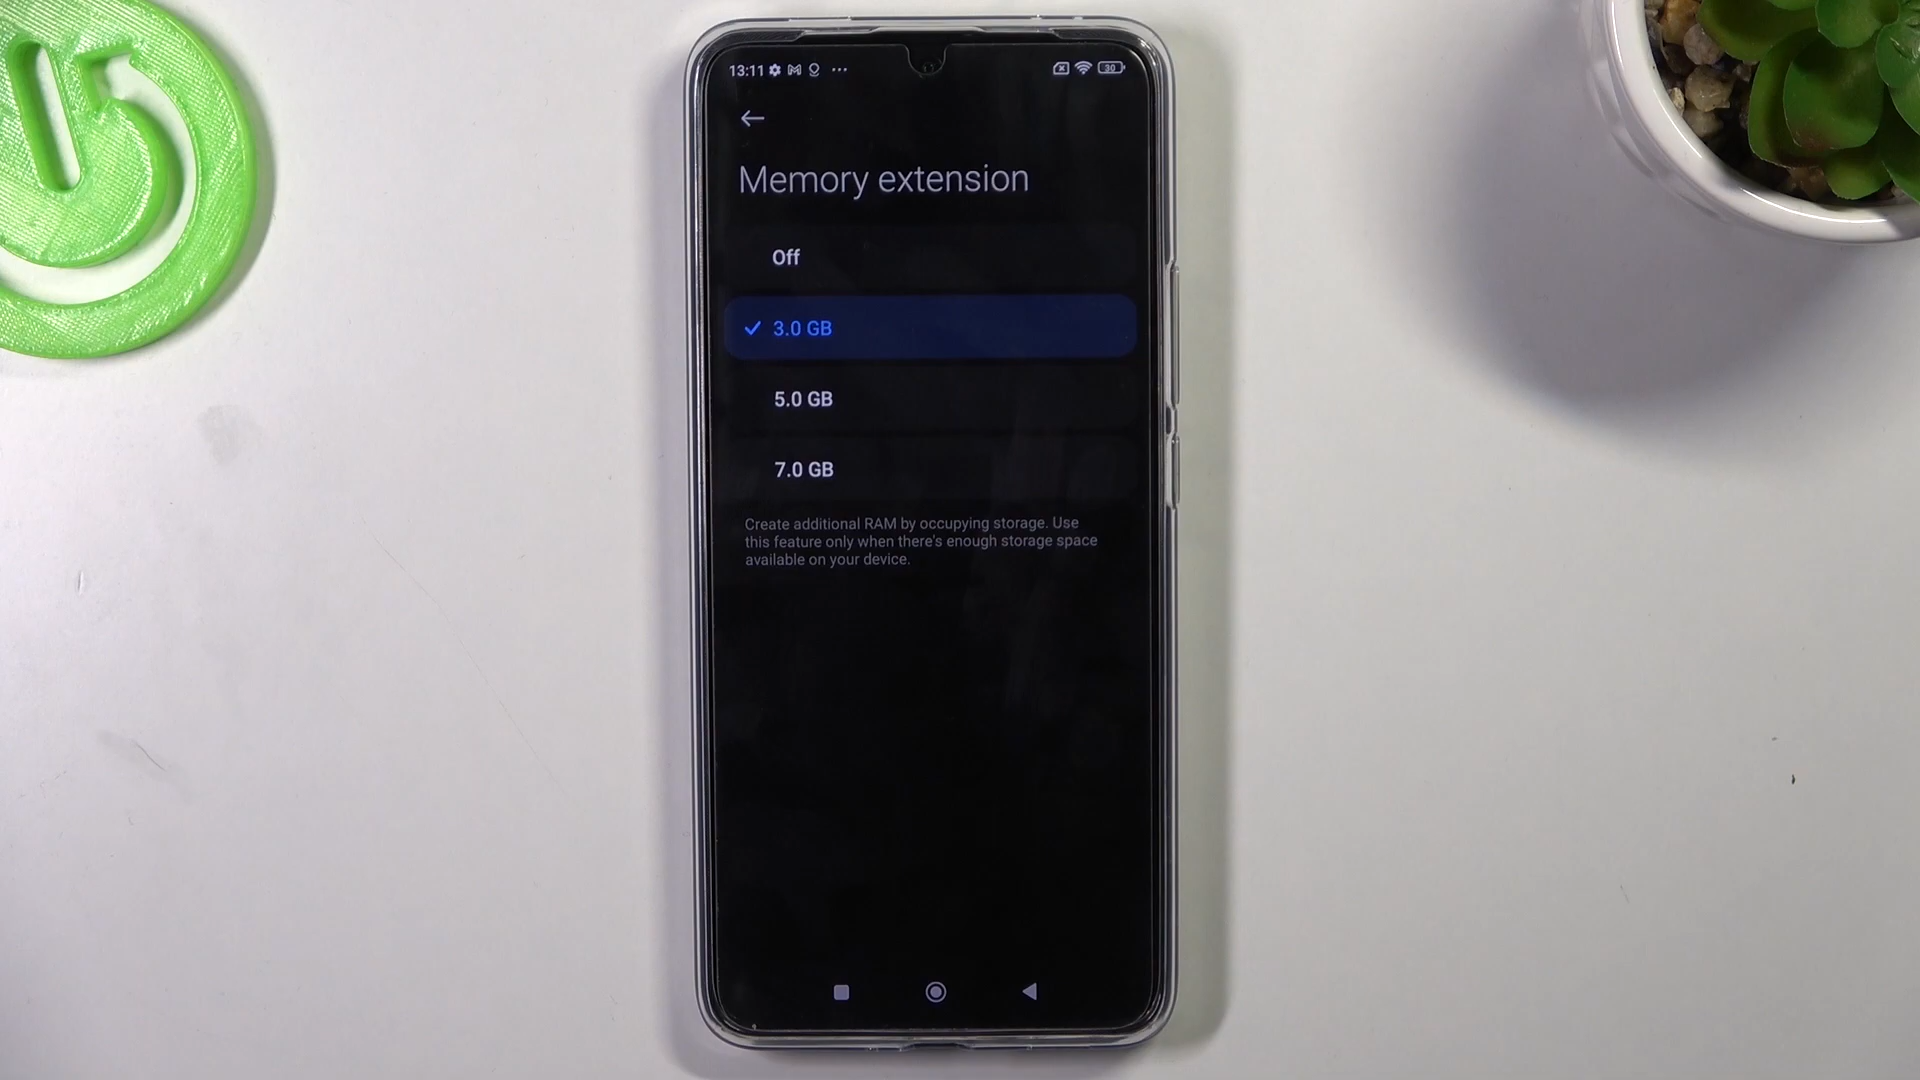 13:11
30
Memory extension
Off
3.0 GB
5.0 GB
7.0 GB
Create additional RAM by occupying storage. Use
this feature only when there's enough storage space
available on your device.